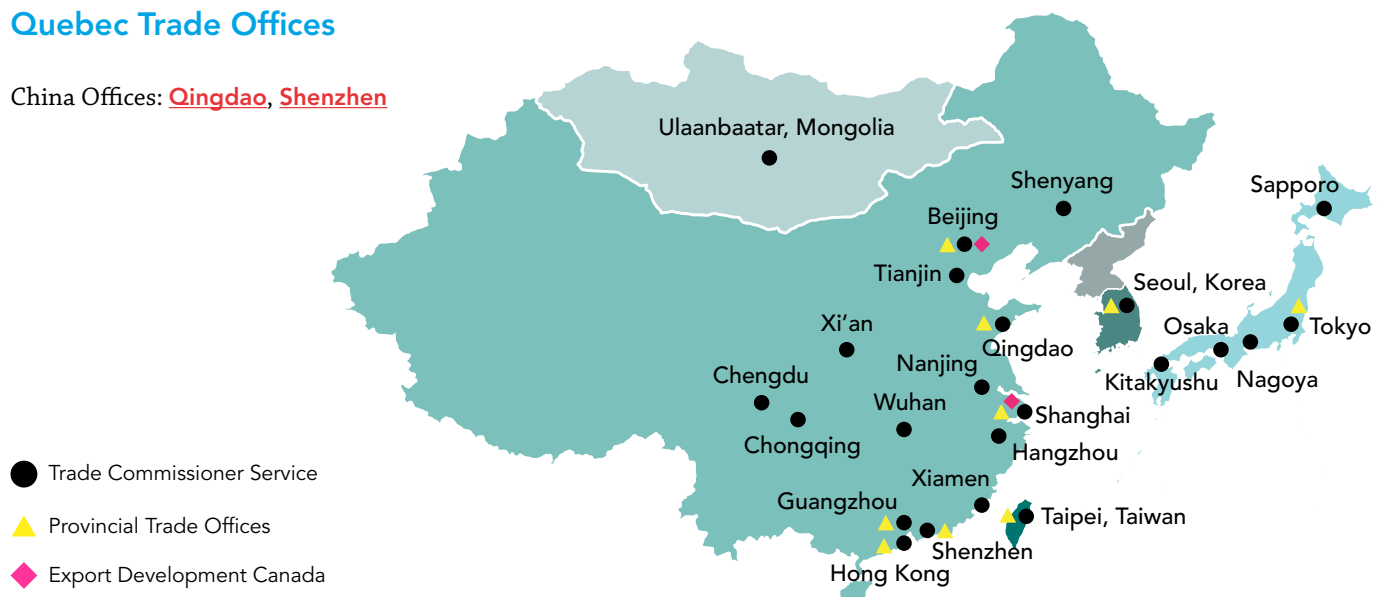 Quebec Trade Offices
China Offices: Qingdao, Shenzhen
Ulaanbaatar, Mongolia
Shenyang
Sapporo
Beijing
Tianjin
Seoul, Korea
Xi’an
Qingdao
Osaka
Tokyo
Nanjing
Kitakyushu
Nagoya
Chengdu
Wuhan
Shanghai
Chongqing
Hangzhou
Xiamen
Guangzhou
Taipei, Taiwan
Shenzhen
Hong Kong
Trade Commissioner Service
Provincial Trade Offices
Export Development Canada